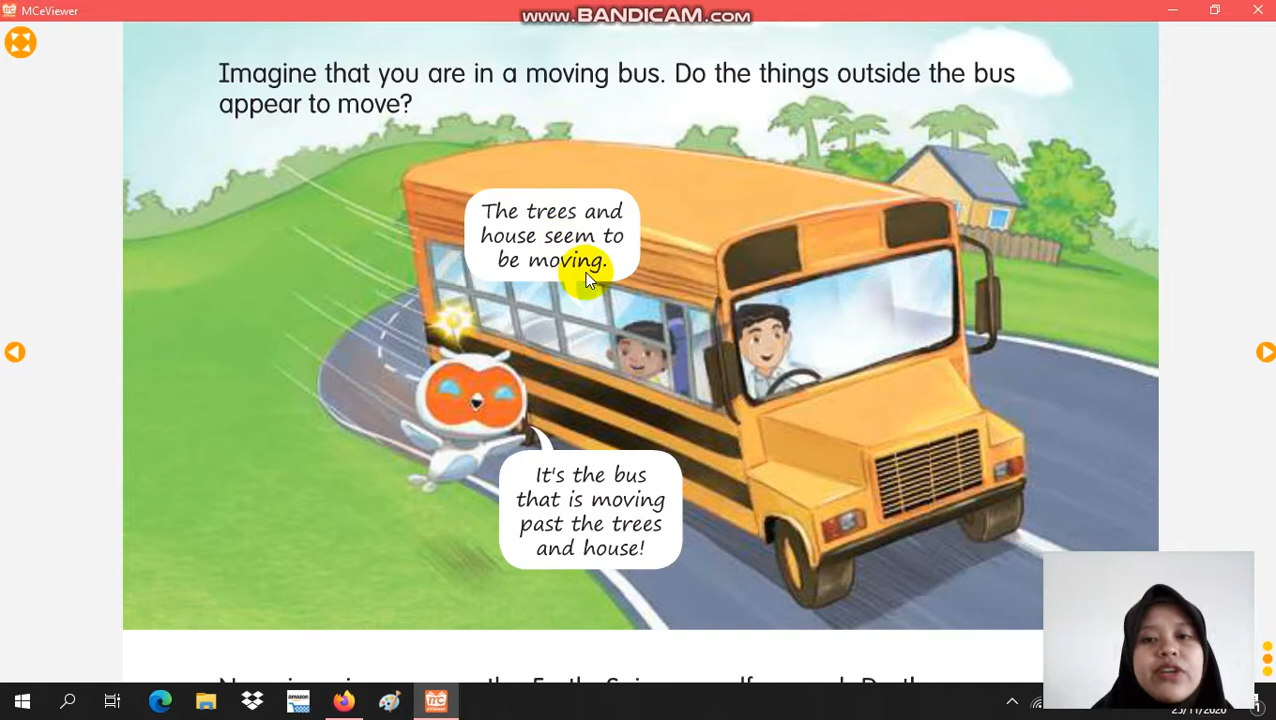 MCeViewer
www.BANDICAM.com
Imagine that you are in a moving bus. Do the things outside the bus
appear to move?
The trees and
house seem to
be moving.
It's the bus
that is moving
past the trees
and house!